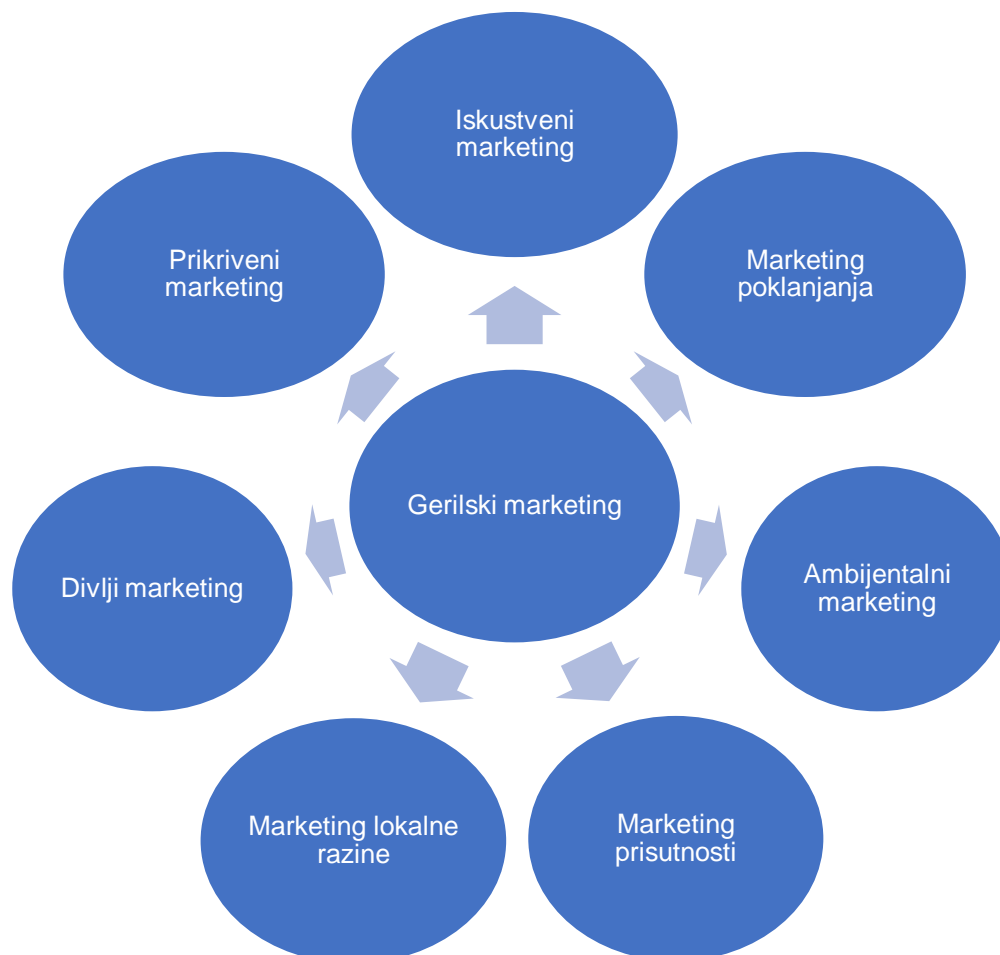 Iskustveni
marketing
Prikriveni
marketing
Marketing
poklanjanja
Gerilski marketing
Divlji marketing
Ambijentalni
marketing
Marketing lokalne
razine
Marketing
prisutnosti